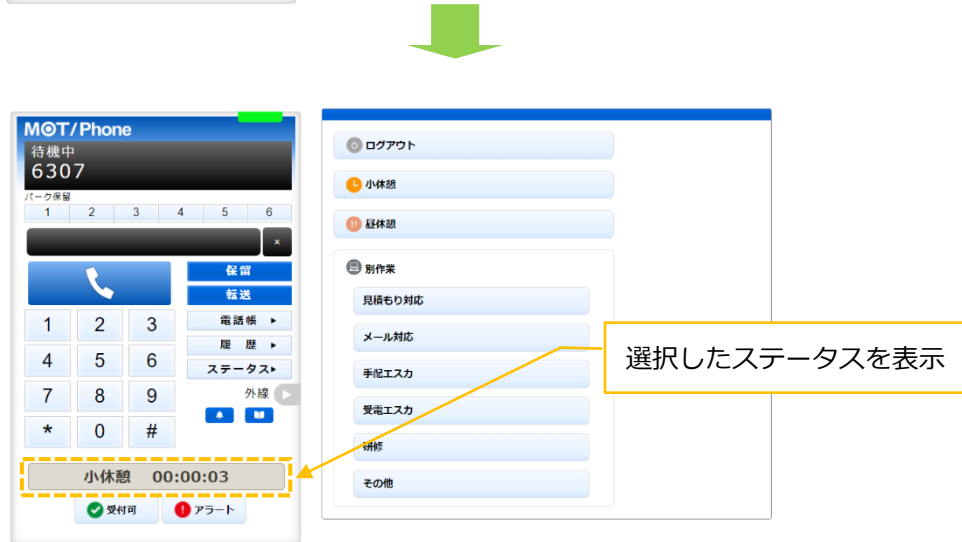 MOT/Phone
待機中
6307
パーク保留
1 2 3 4 5 6
×
保留
転送
1 2 3
電話帳 ▸
履 歴 ▸
4 5 6
ステータス▸
7 8 9
外線
* 0 #
小休憩 00:00:03
受付可
アラート
ログアウト
小休憩
昼休憩
別作業
見積もり対応
メール対応
手配エスカ
受電エスカ
研修
その他
選択したステータスを表示